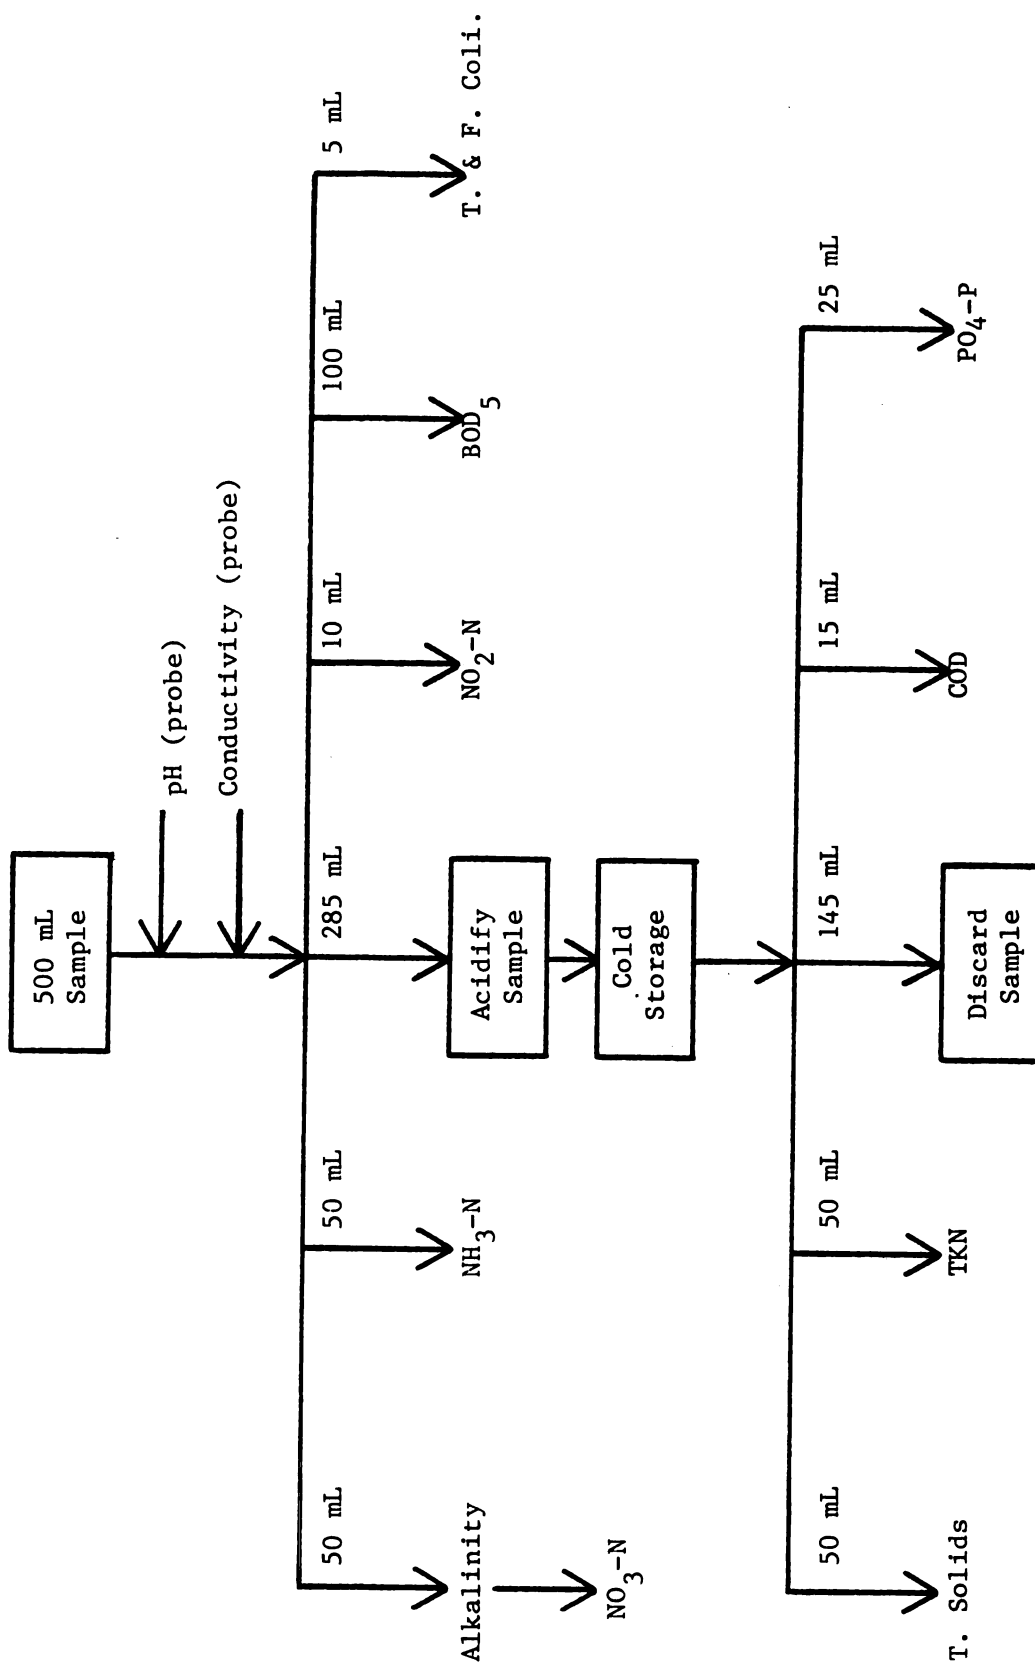 500 mL
Sample
pH (probe)
Conductivity (probe)
50 mL
50 mL
285 mL
10 mL
100 mL
5 mL
Alkalinity
NH3-N
Acidify
Sample
NO2-N
BOD5
T. & F. Coli.
NO3-N
Cold
Storage
50 mL
50 mL
145 mL
15 mL
25 mL
T. Solids
TKN
Discard
Sample
COD
PO4-P